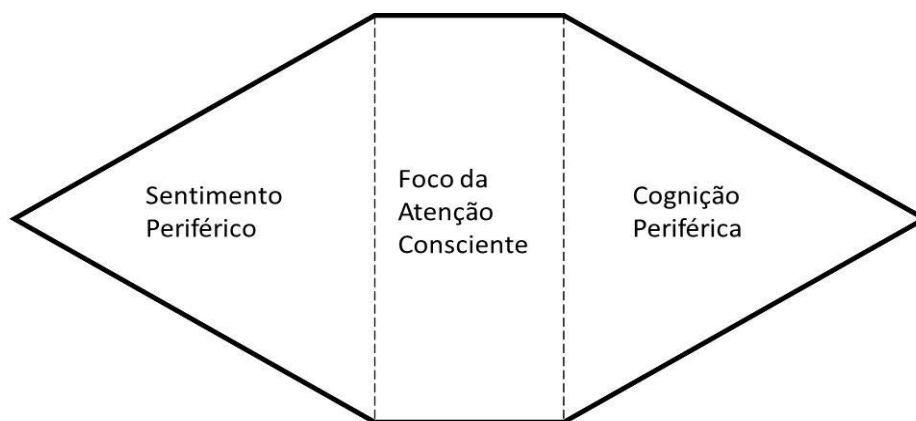 Sentimento
Periférico
Foco da
Atenção
Consciente
Cognição
Periférica